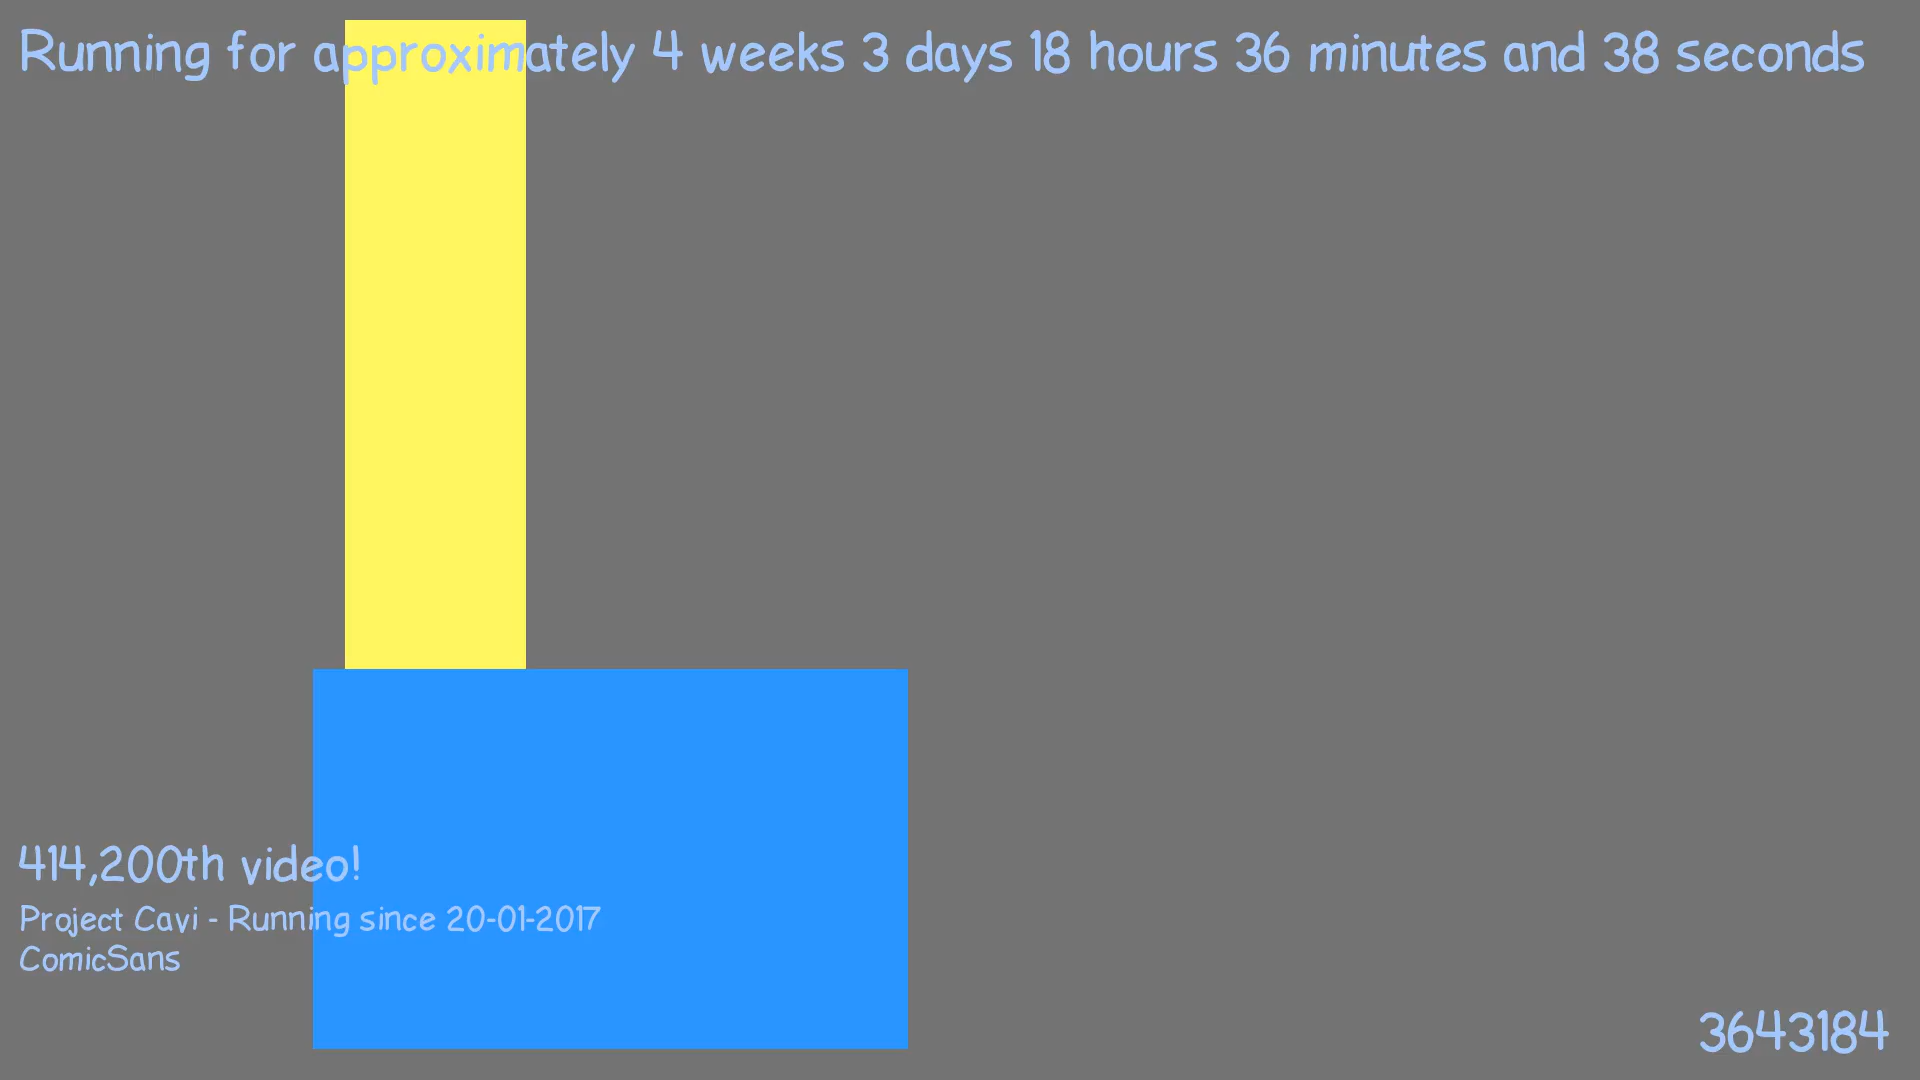 Running for approximately 4 weeks 3 days 18 hours 36 minutes and 38 seconds
414,200th video!
Project Cavi - Running since 20-01-2017
ComicSans
3643184